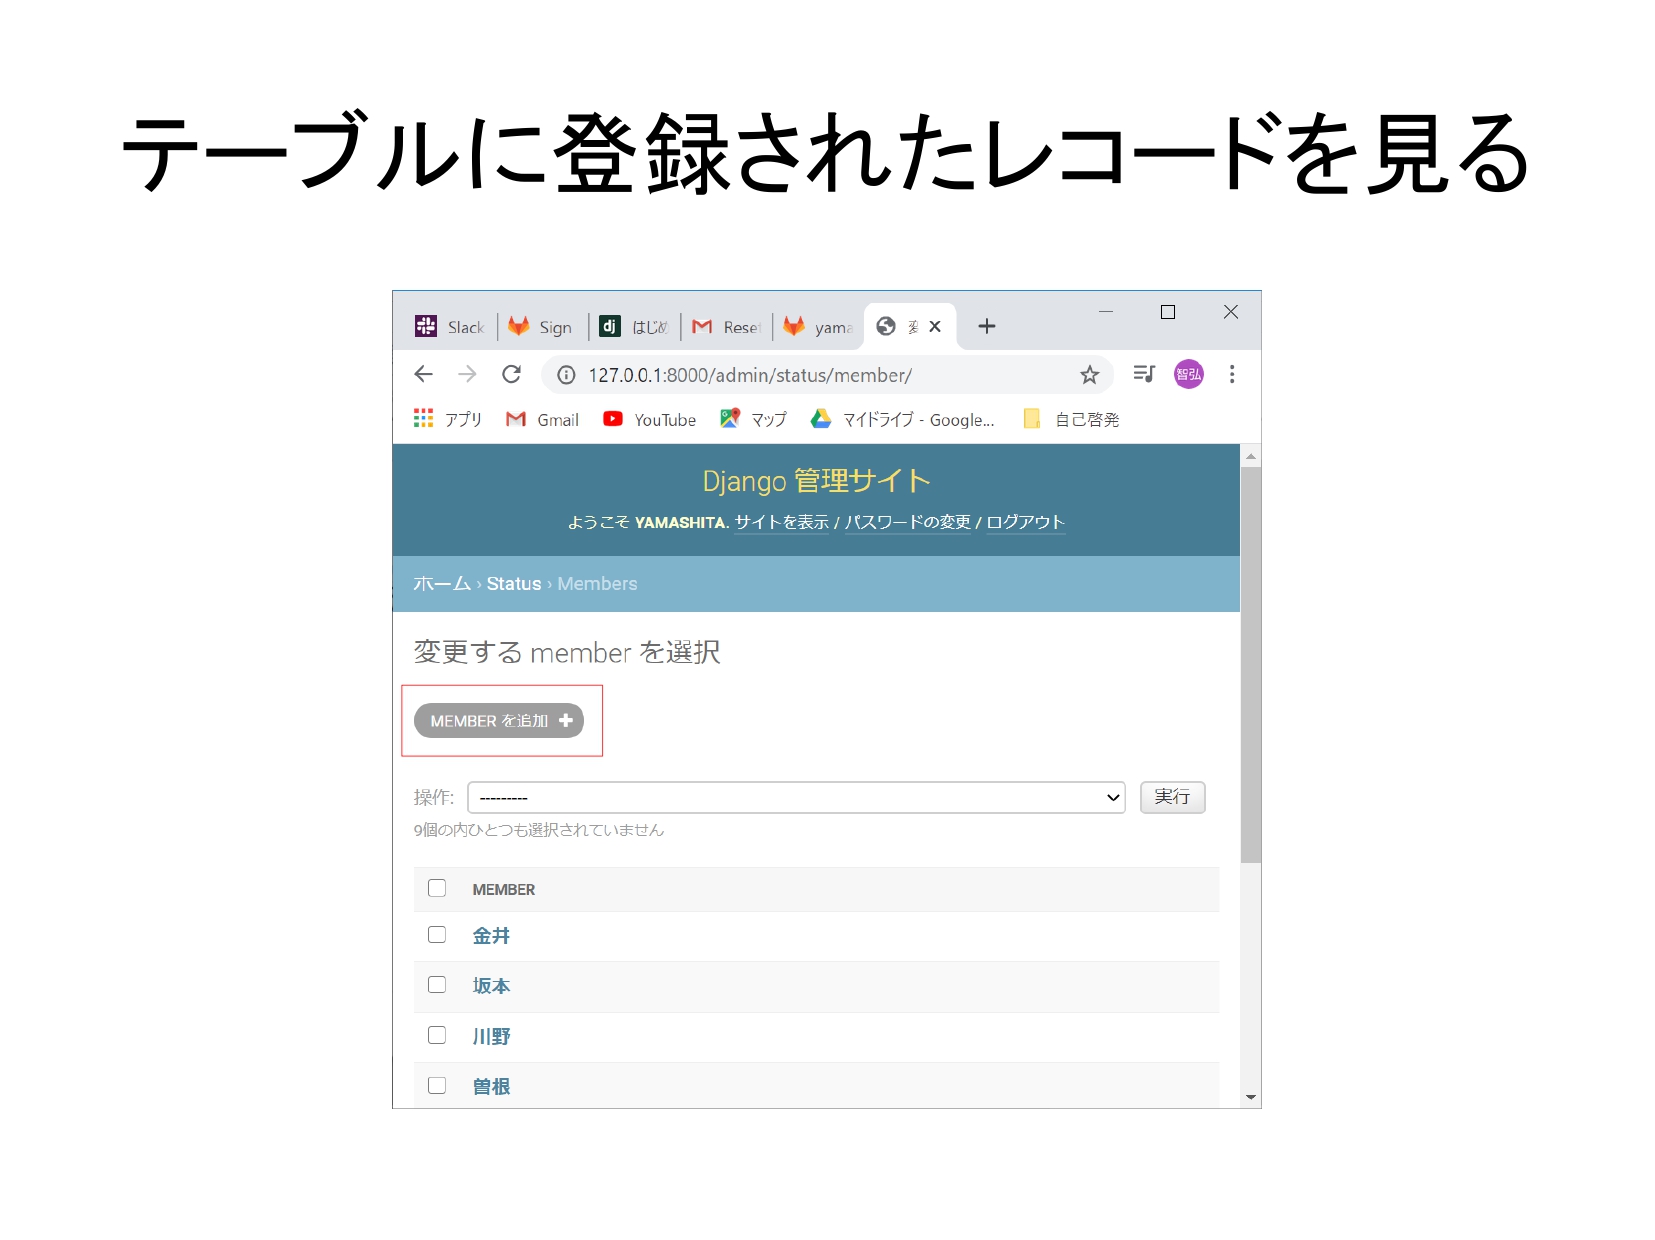 テーブルに登録されたレコードを見る
Slack Sign はじめ Reset yama 変
127.0.0.1:8000/admin/status/member/ 智弘
アプリ Gmail YouTube マップ マイドライブ - Google... 自己啓発
Django 管理サイト
ようこそ YAMASHITA. サイトを表示 / パスワードの変更 / ログアウト
ホーム › Status › Members
変更する member を選択
MEMBER を追加
操作: --------- 実行
9個の内ひとつも選択されていません
MEMBER
金井
坂本
川野
曽根